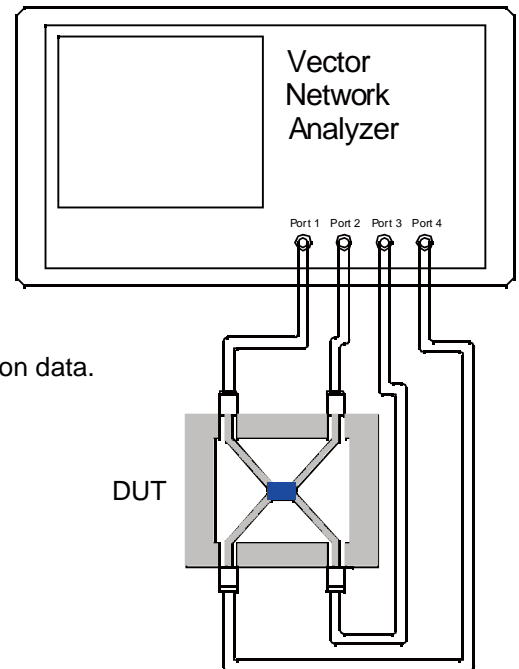 Vector
Network
Analyzer
Port 1 Port 2 Port 3 Port 4
on data.
DUT